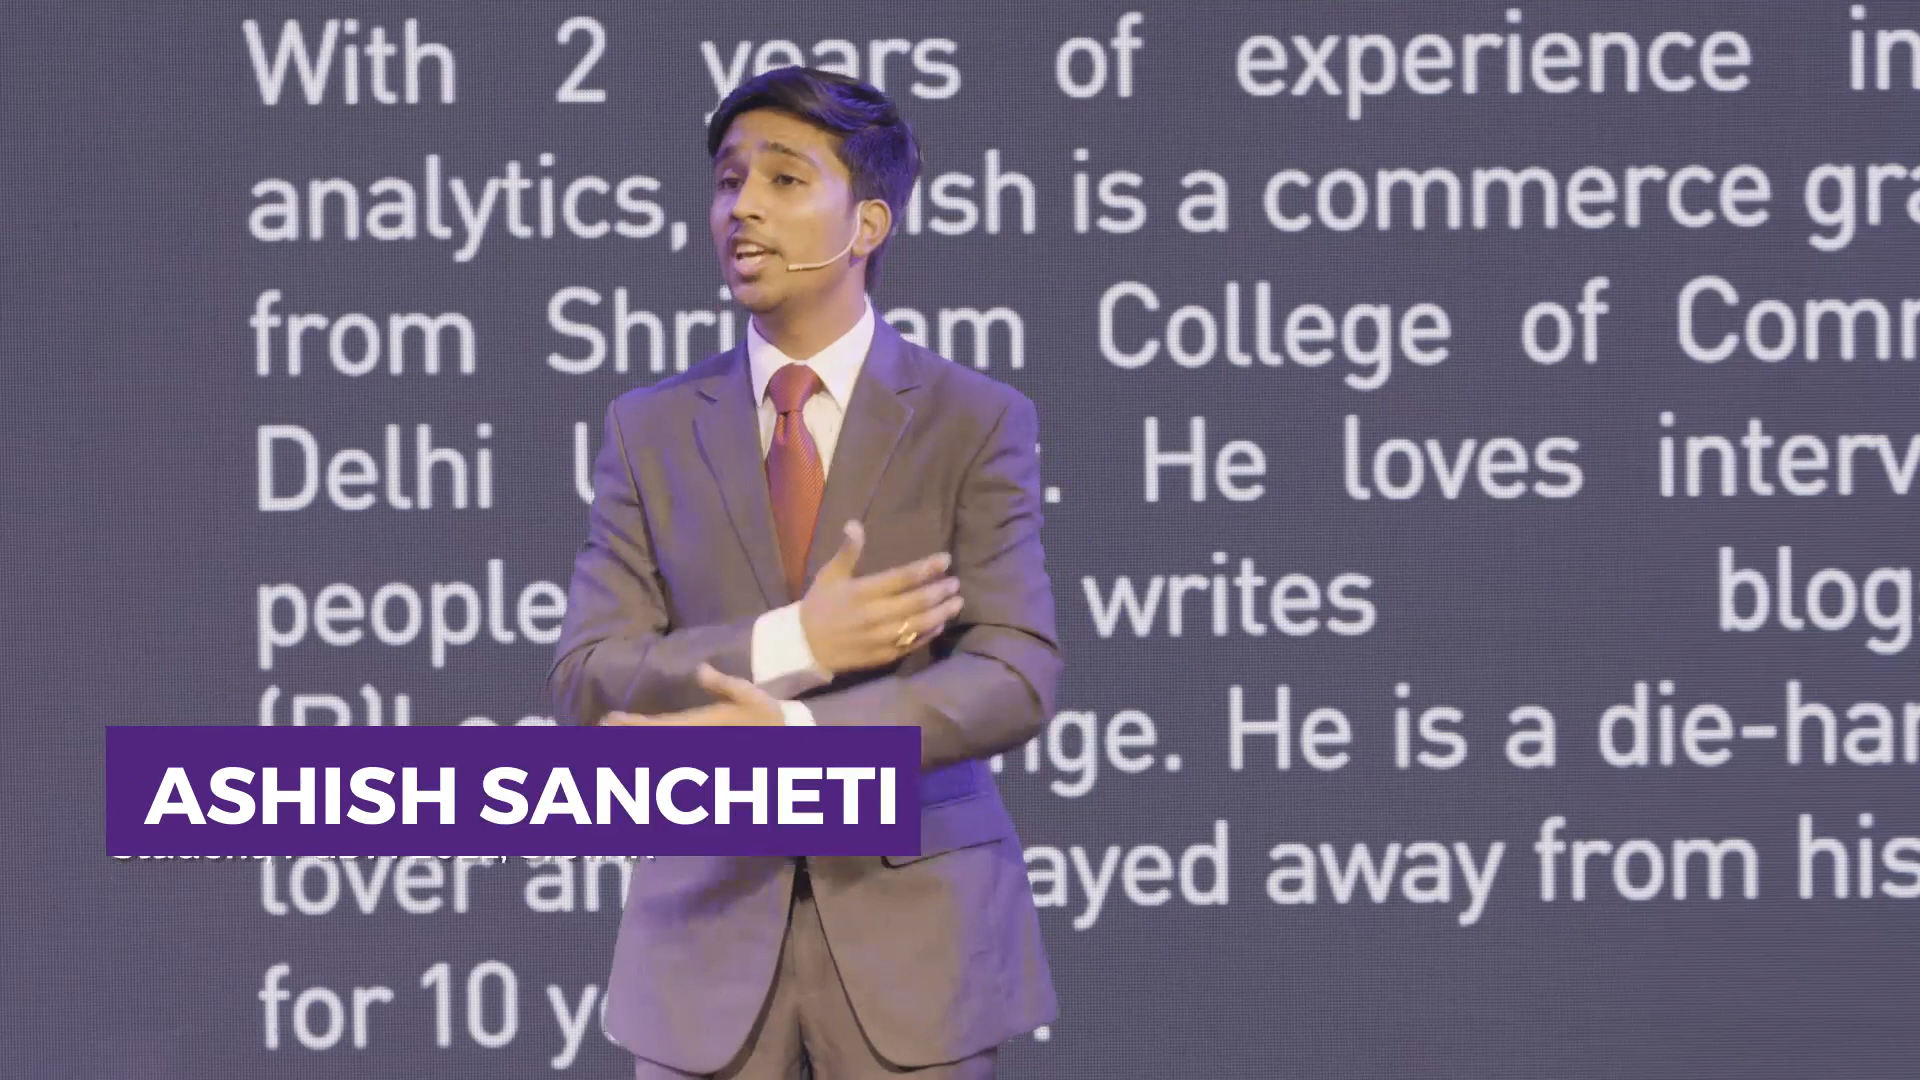 With 2 years of experience in
analytics, ish is a commerce gra
from Shri am College of Comm
Delhi . He loves interv
people writes blog
nge. He is a die-har
ASHISH SANCHETI
lover an ayed away from his
for 10 ye